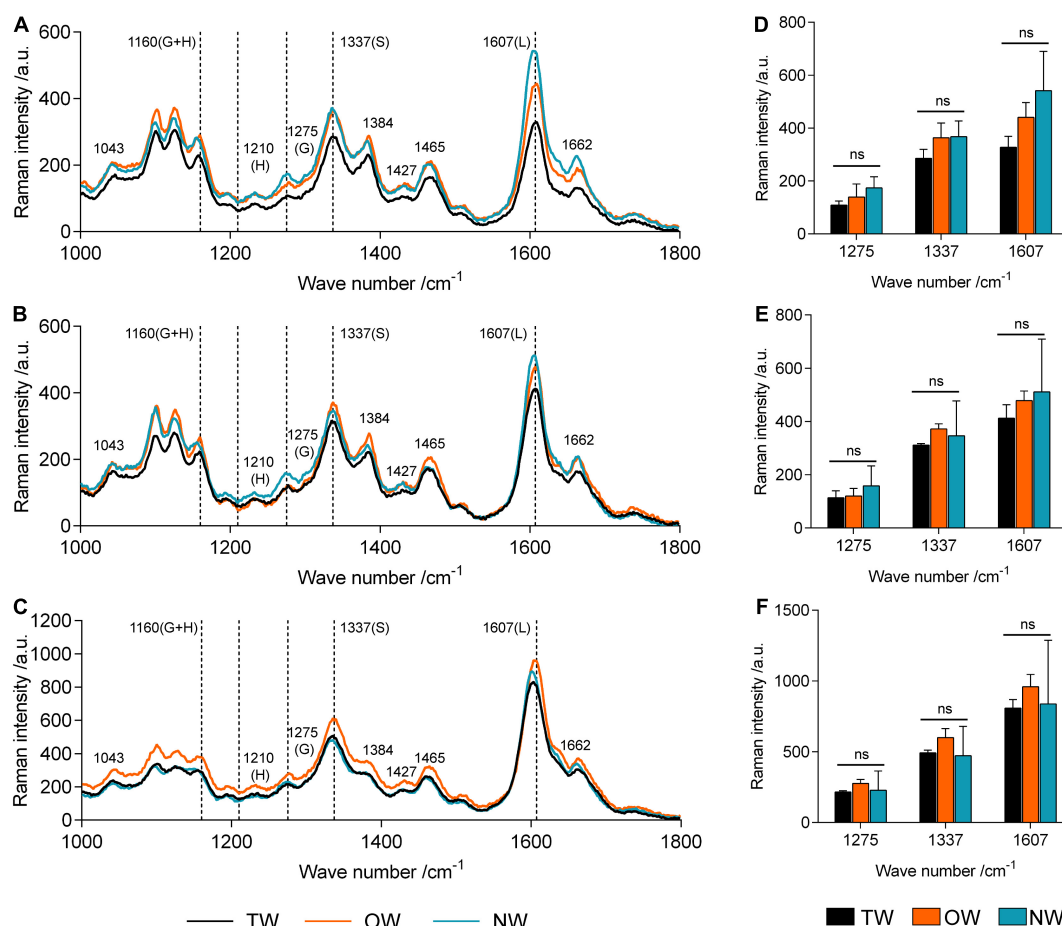 A
Raman intensity /a.u.
600
400
200
0
1160(G+H)
1337(S)
1607(L)
1043
1210
(H)
1275
(G)
1384
1427
1465
1662
1000
1200
1400
1600
1800
Wave number /cm-1
D
Raman intensity /a.u.
800
600
400
200
0
ns
ns
ns
1275
1337
1607
Wave number /cm-1
B
Raman intensity /a.u.
600
400
200
0
1160(G+H)
1337(S)
1607(L)
1043
1210
(H)
1275
(G)
1384
1427
1465
1662
1000
1200
1400
1600
1800
Wave number /cm-1
E
Raman intensity /a.u.
800
600
400
200
0
ns
ns
ns
1275
1337
1607
Wave number /cm-1
C
Raman intensity /a.u.
1200
1000
800
600
400
200
0
1160(G+H)
1337(S)
1607(L)
1043
1210
(H)
1275
(G)
1384
1427
1465
1662
1000
1200
1400
1600
1800
Wave number /cm-1
F
Raman intensity /a.u.
1500
1000
500
0
ns
ns
ns
1275
1337
1607
Wave number /cm-1
TW OW NW
TW OW NW